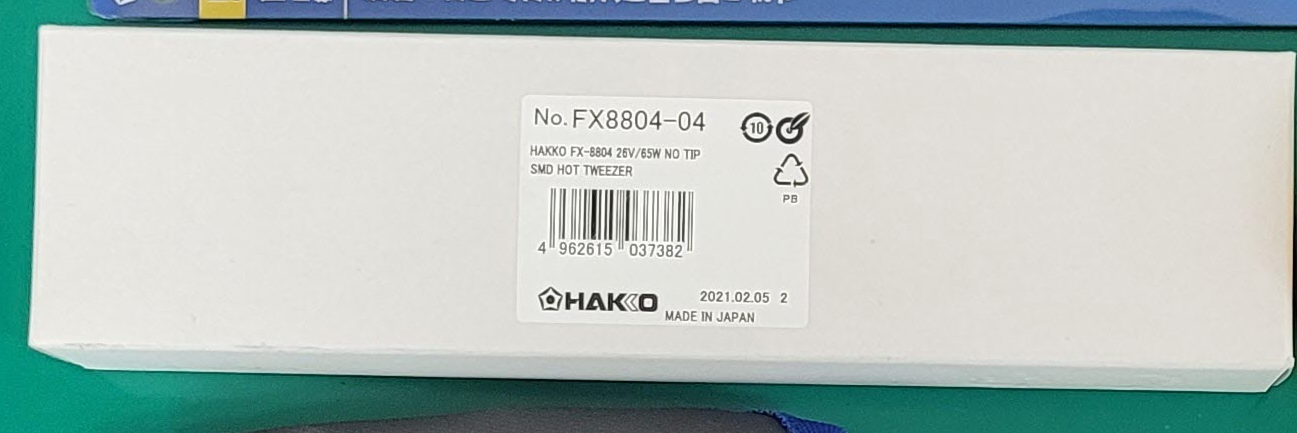 No. FX8804-04
10
HAKKO FX-8804 26V/65W NO TIP
SMD HOT TWEEZER
PB
4 962615 037382
HAKKO
2021.02.05 2
MADE IN JAPAN